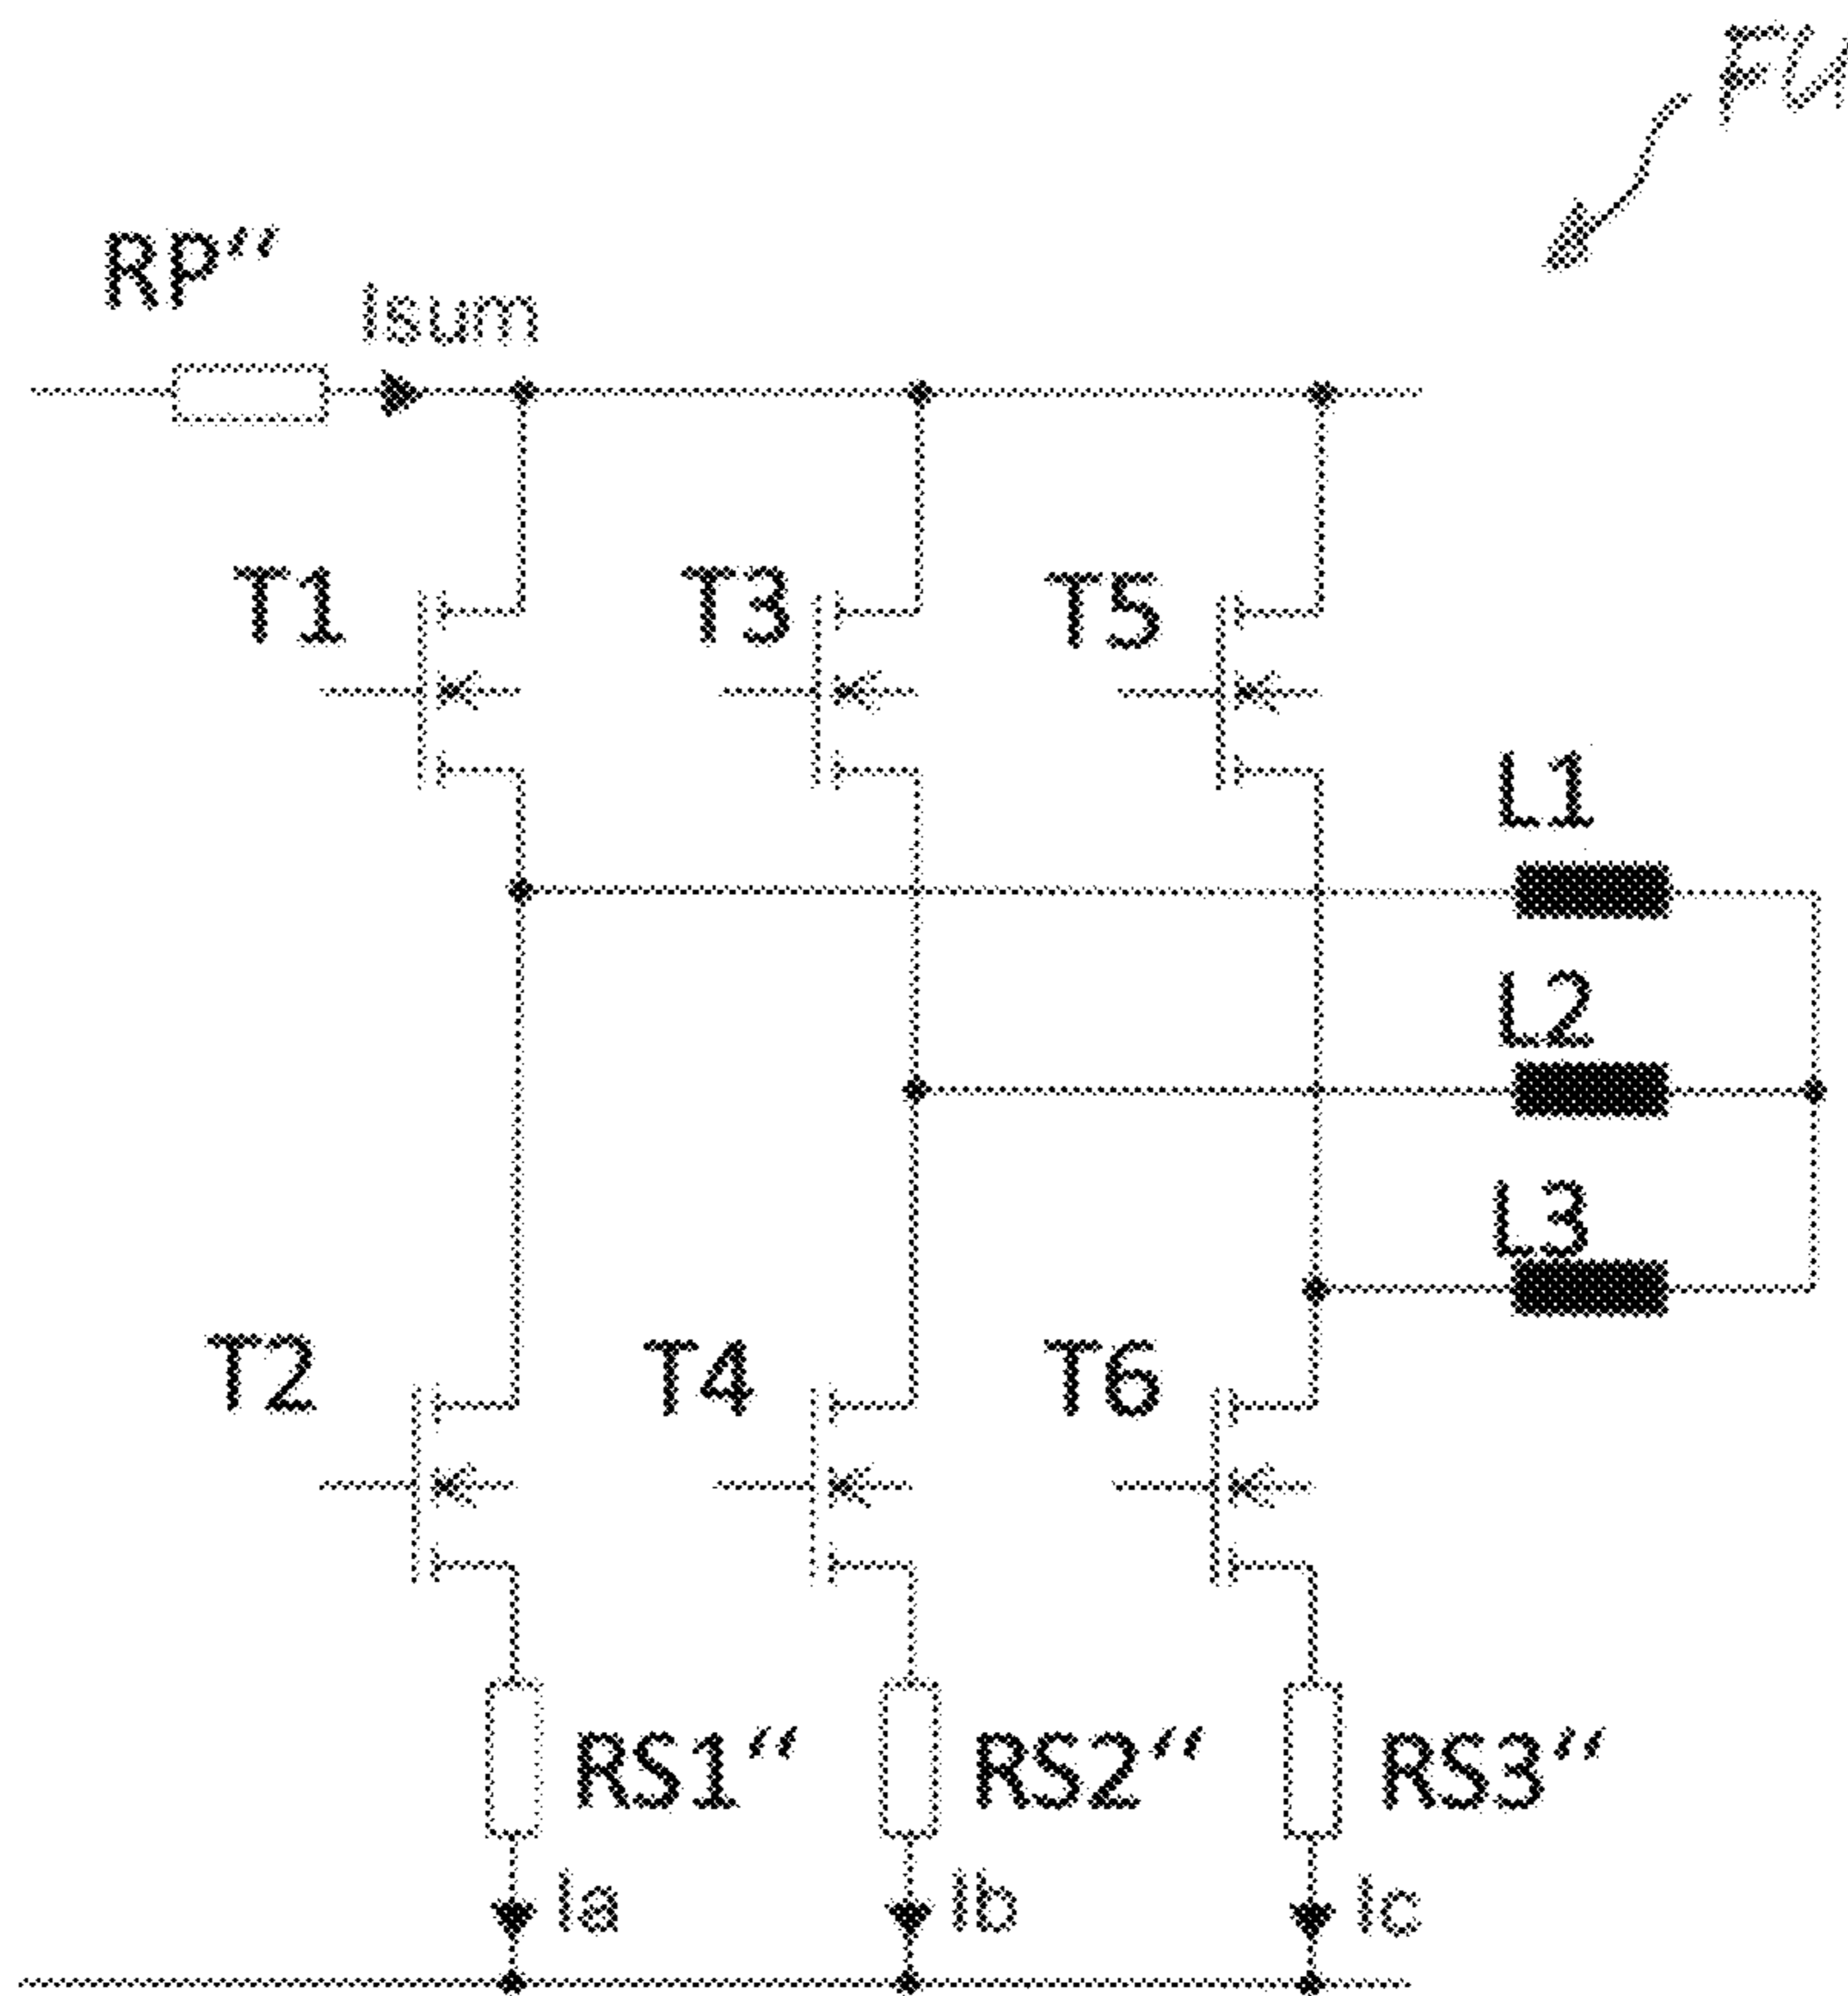 RP″
Isum
T1
T3
T5
L1
L2
L3
T2
T4
T6
RS1“
RS2“
RS3“
Ia
Ib
Ic